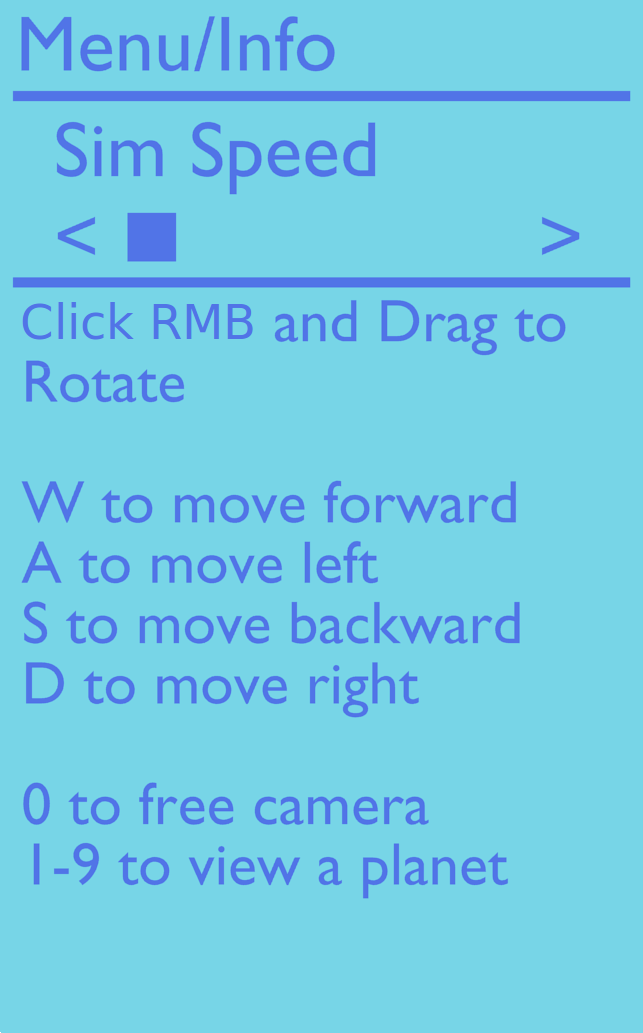 Menu/Info
Sim Speed
< ■ >
Click RMB and Drag to
Rotate
W to move forward
A to move left
S to move backward
D to move right
0 to free camera
1-9 to view a planet